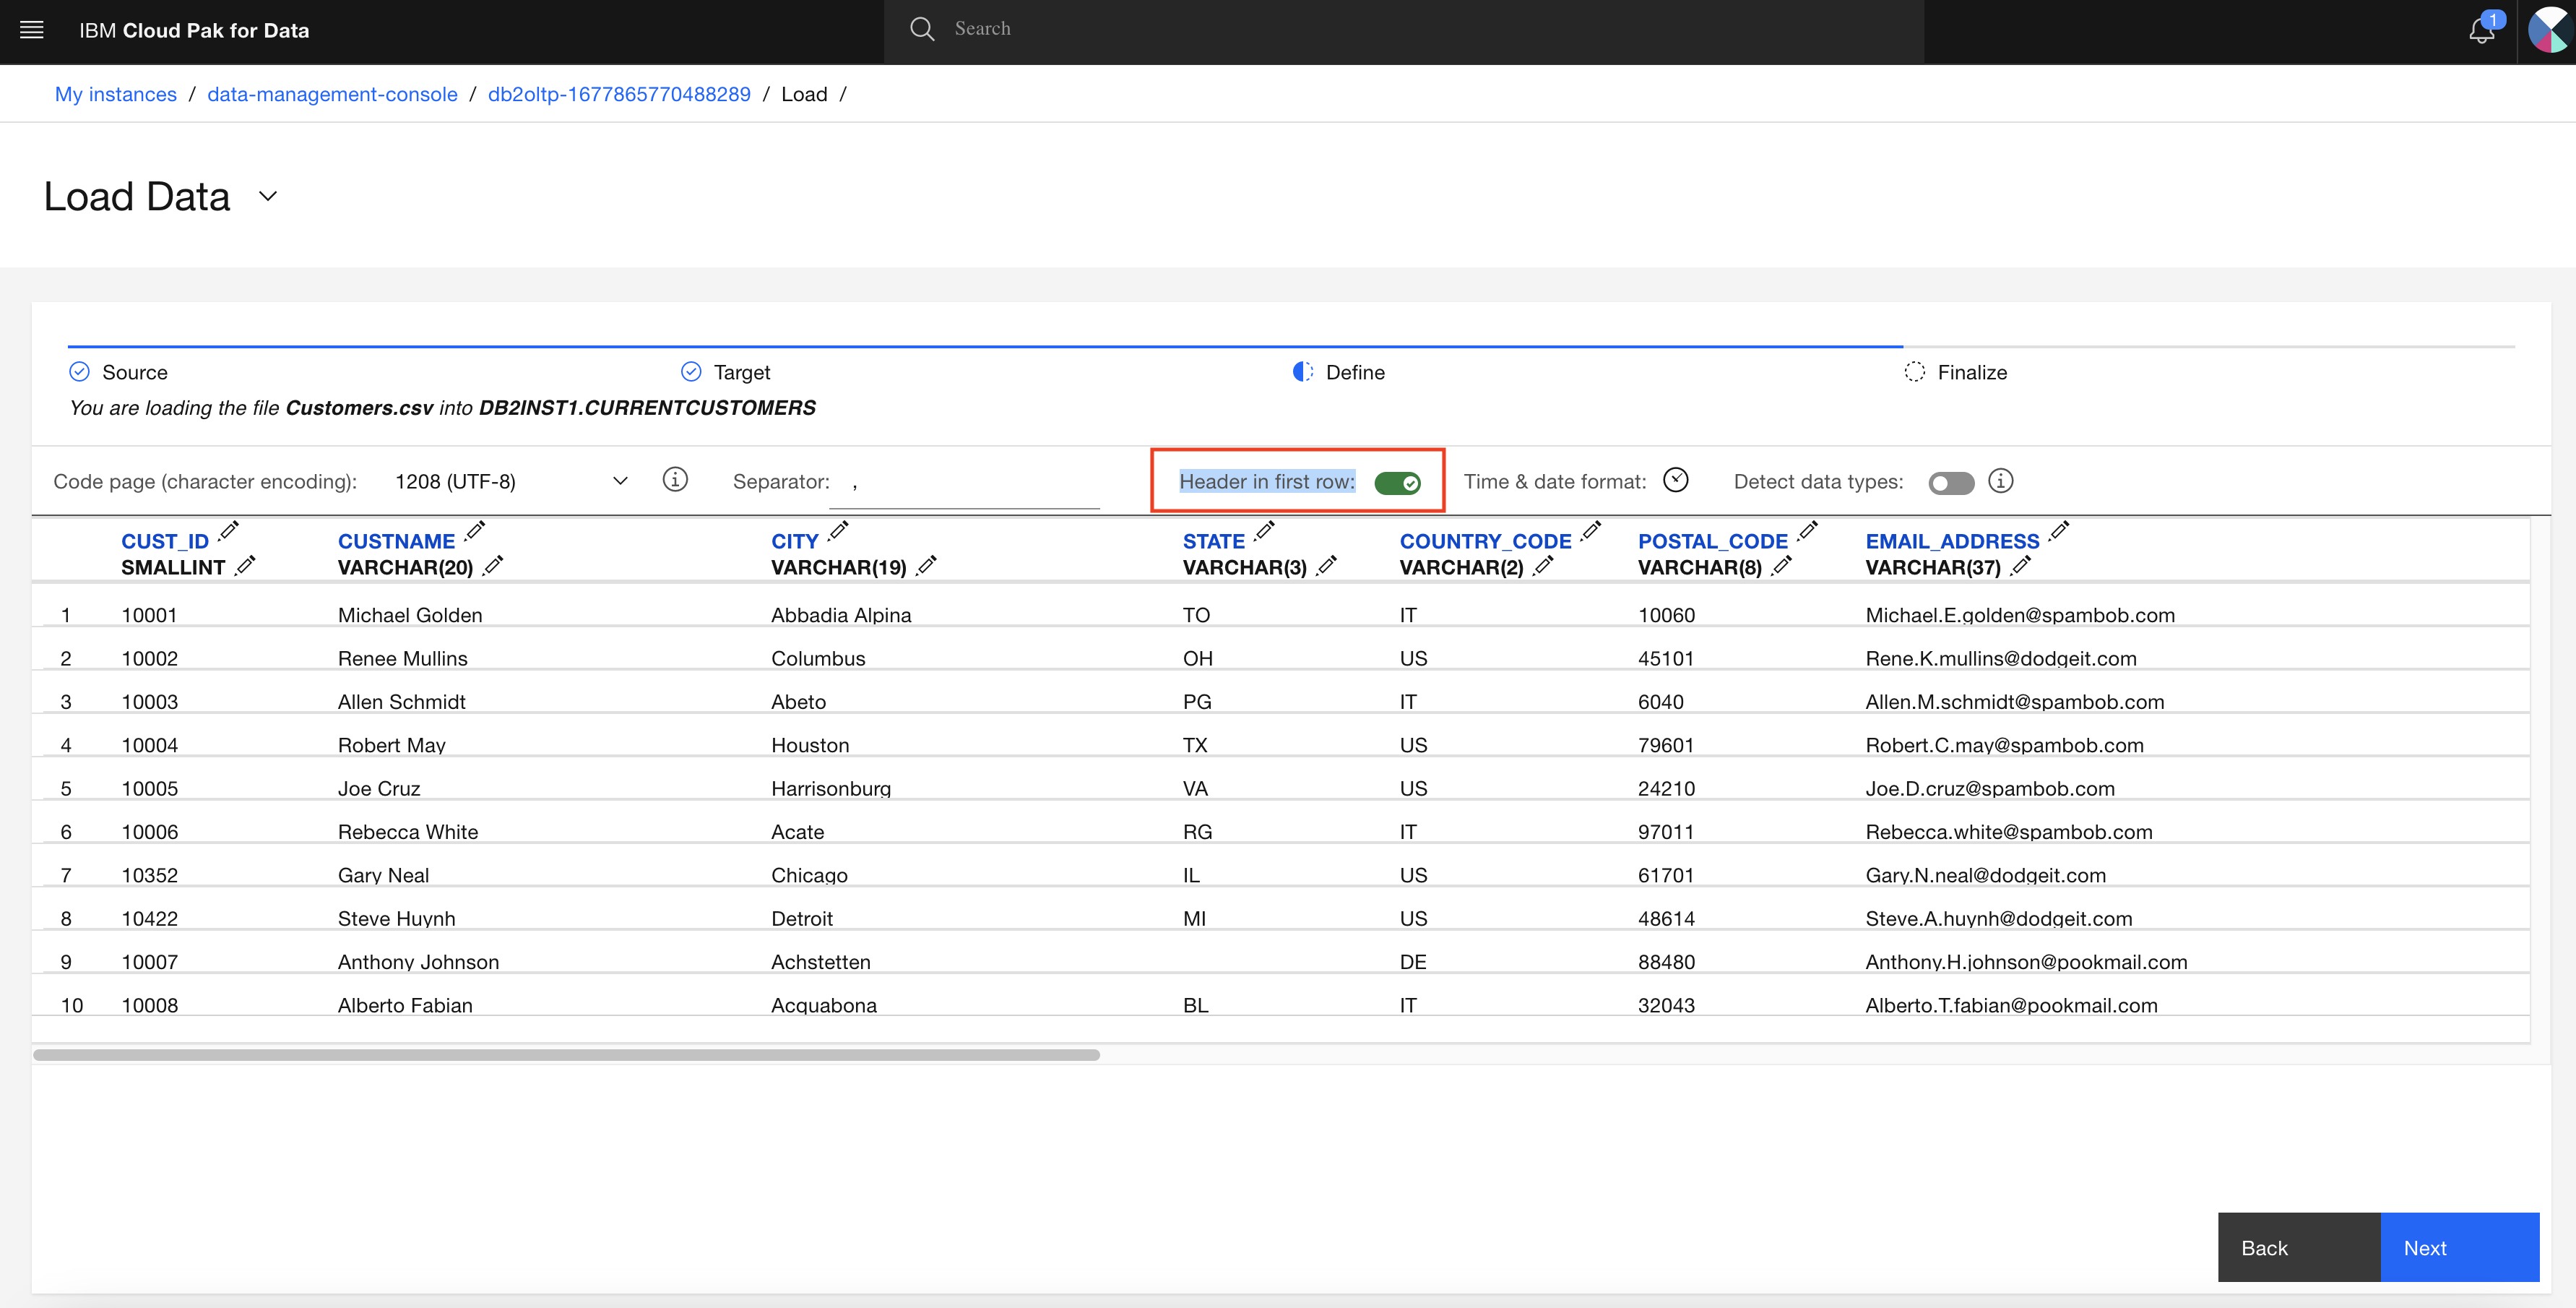 IBM Cloud Pak for Data
Search
1
My instances / data-management-console / db2oltp-1677865770488289 / Load /
Load Data
Source
Target
Define
Finalize
You are loading the file Customers.csv into DB2INST1.CURRENTCUSTOMERS
Code page (character encoding): 1208 (UTF-8) Separator: , Header in first row: Time & date format: Detect data types:
CUST_ID CUSTNAME CITY STATE COUNTRY_CODE POSTAL_CODE EMAIL_ADDRESS
SMALLINT VARCHAR(20) VARCHAR(19) VARCHAR(3) VARCHAR(2) VARCHAR(8) VARCHAR(37)
1 10001 Michael Golden Abbadia Alpina TO IT 10060 Michael.E.golden@spambob.com
2 10002 Renee Mullins Columbus OH US 45101 Rene.K.mullins@dodgeit.com
3 10003 Allen Schmidt Abeto PG IT 6040 Allen.M.schmidt@spambob.com
4 10004 Robert May Houston TX US 79601 Robert.C.may@spambob.com
5 10005 Joe Cruz Harrisonburg VA US 24210 Joe.D.cruz@spambob.com
6 10006 Rebecca White Acate RG IT 97011 Rebecca.white@spambob.com
7 10352 Gary Neal Chicago IL US 61701 Gary.N.neal@dodgeit.com
8 10422 Steve Huynh Detroit MI US 48614 Steve.A.huynh@dodgeit.com
9 10007 Anthony Johnson Achstetten DE 88480 Anthony.H.johnson@pookmail.com
10 10008 Alberto Fabian Acquabona BL IT 32043 Alberto.T.fabian@pookmail.com
Back
Next